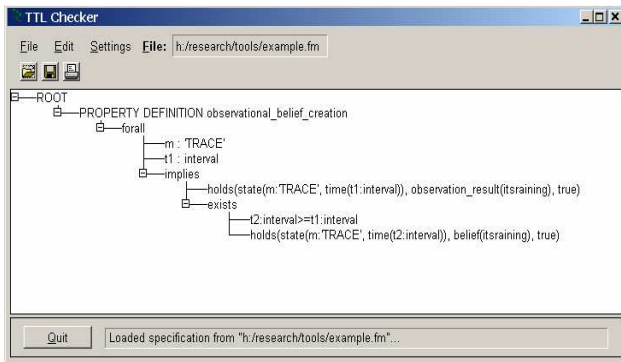 TTL Checker
File Edit Settings File: h:/research/tools/example.fm
ROOT
PROPERTY DEFINITION observational_belief_creation
forall
m : 'TRACE'
t1 : interval
implies
holds(state(m:'TRACE', time(t1:interval)), observation_result(itsraining), true)
exists
t2:interval>=t1:interval
holds(state(m:'TRACE', time(t2:interval)), belief(itsraining), true)
Quit Loaded specification from "h:/research/tools/example.fm"...